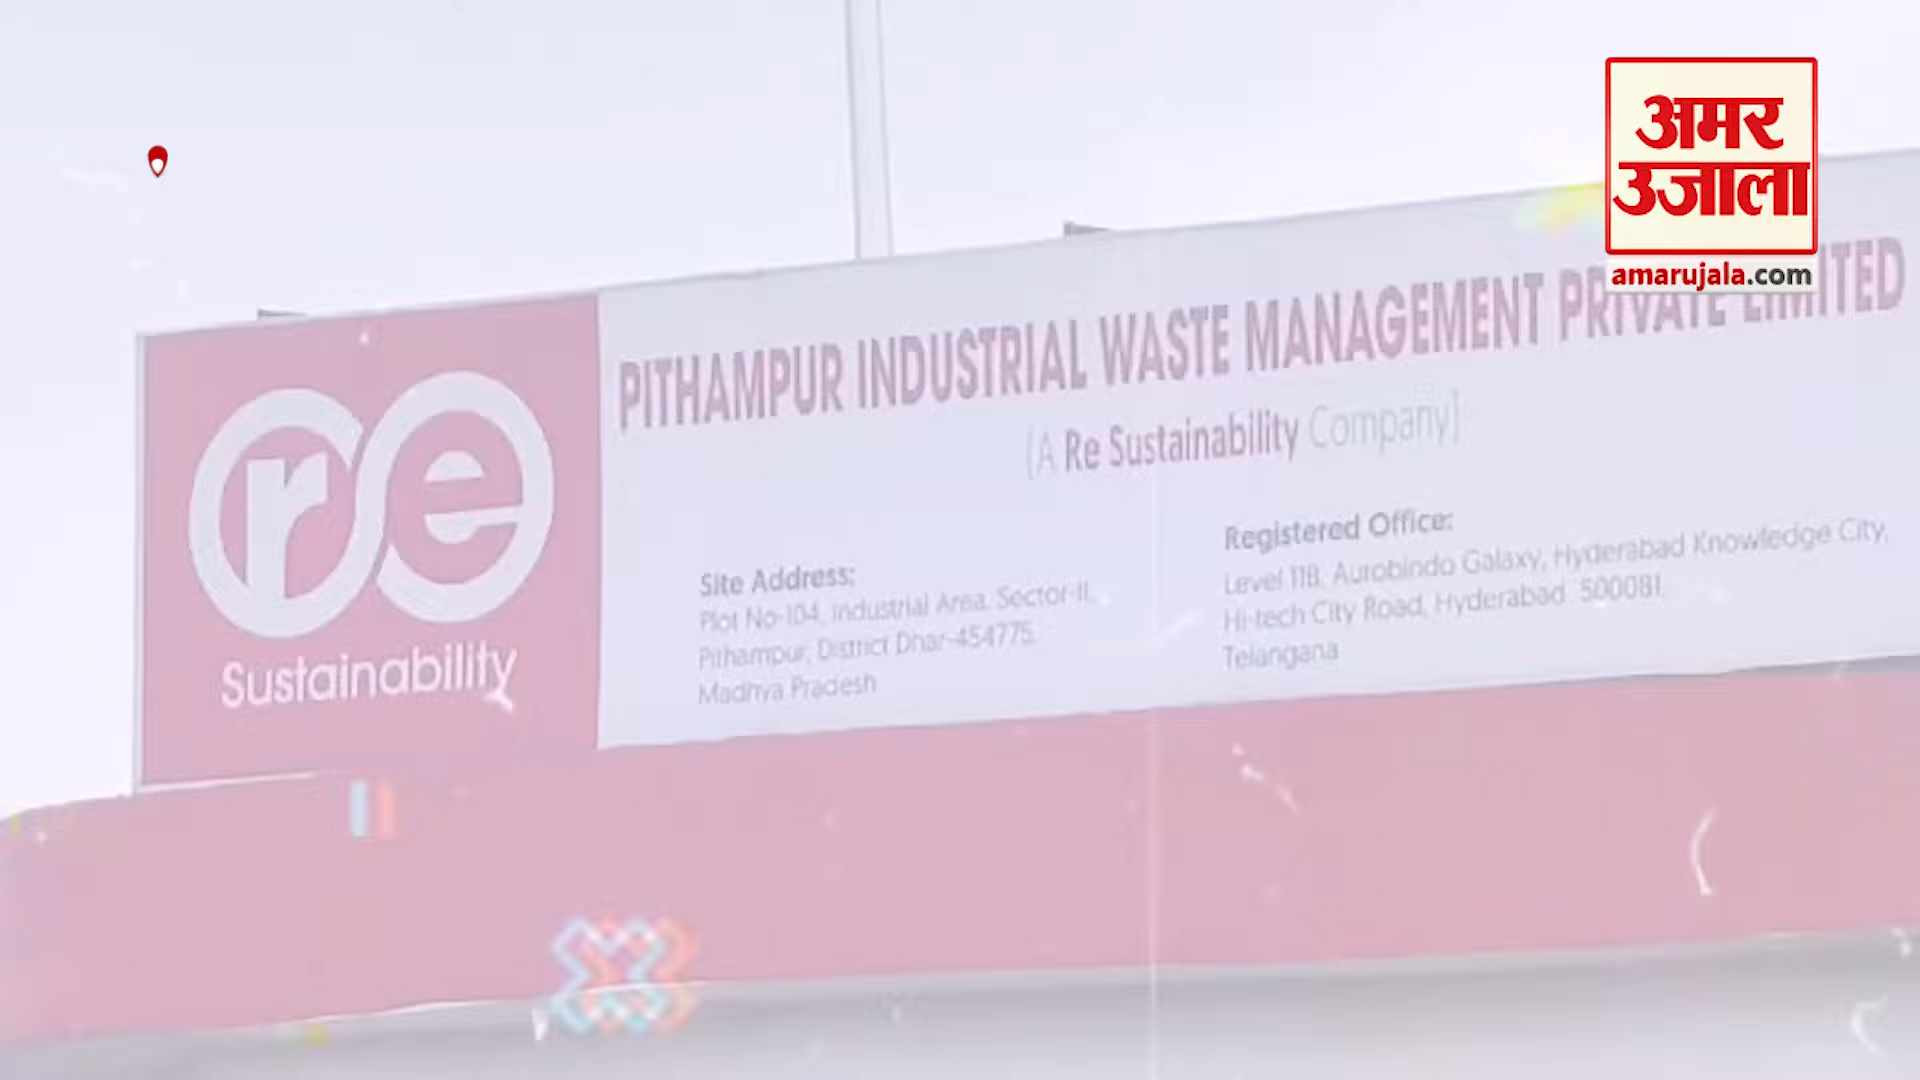 अमर
उजाला
amarujala.com
PITHAMPUR INDUSTRIAL WASTE MANAGEMENT PRIVATE LIMITED
(A Re Sustainability Company)
re
Sustainability
Site Address:
Plot No-104, Industrial Area, Sector-II,
Pithampur, District Dhar-454775,
Madhya Pradesh
Registered Office:
Level 11B, Aurobindo Galaxy, Hyderabad Knowledge City,
Hi-tech City Road, Hyderabad 500081,
Telangana